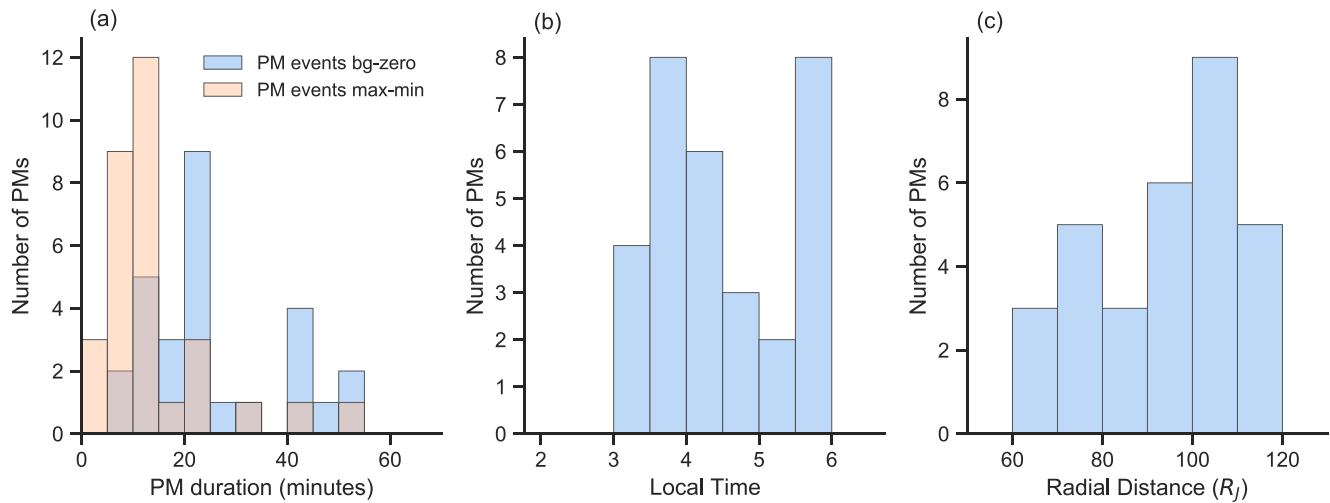 (a)
PM events bg-zero
PM events max-min
Number of PMs
12
10
8
6
4
2
0
0 20 40 60
PM duration (minutes)
(b)
Number of PMs
8
7
6
5
4
3
2
1
0
2 3 4 5 6
Local Time
(c)
Number of PMs
8
6
4
2
0
60 80 100 120
Radial Distance (R_J)